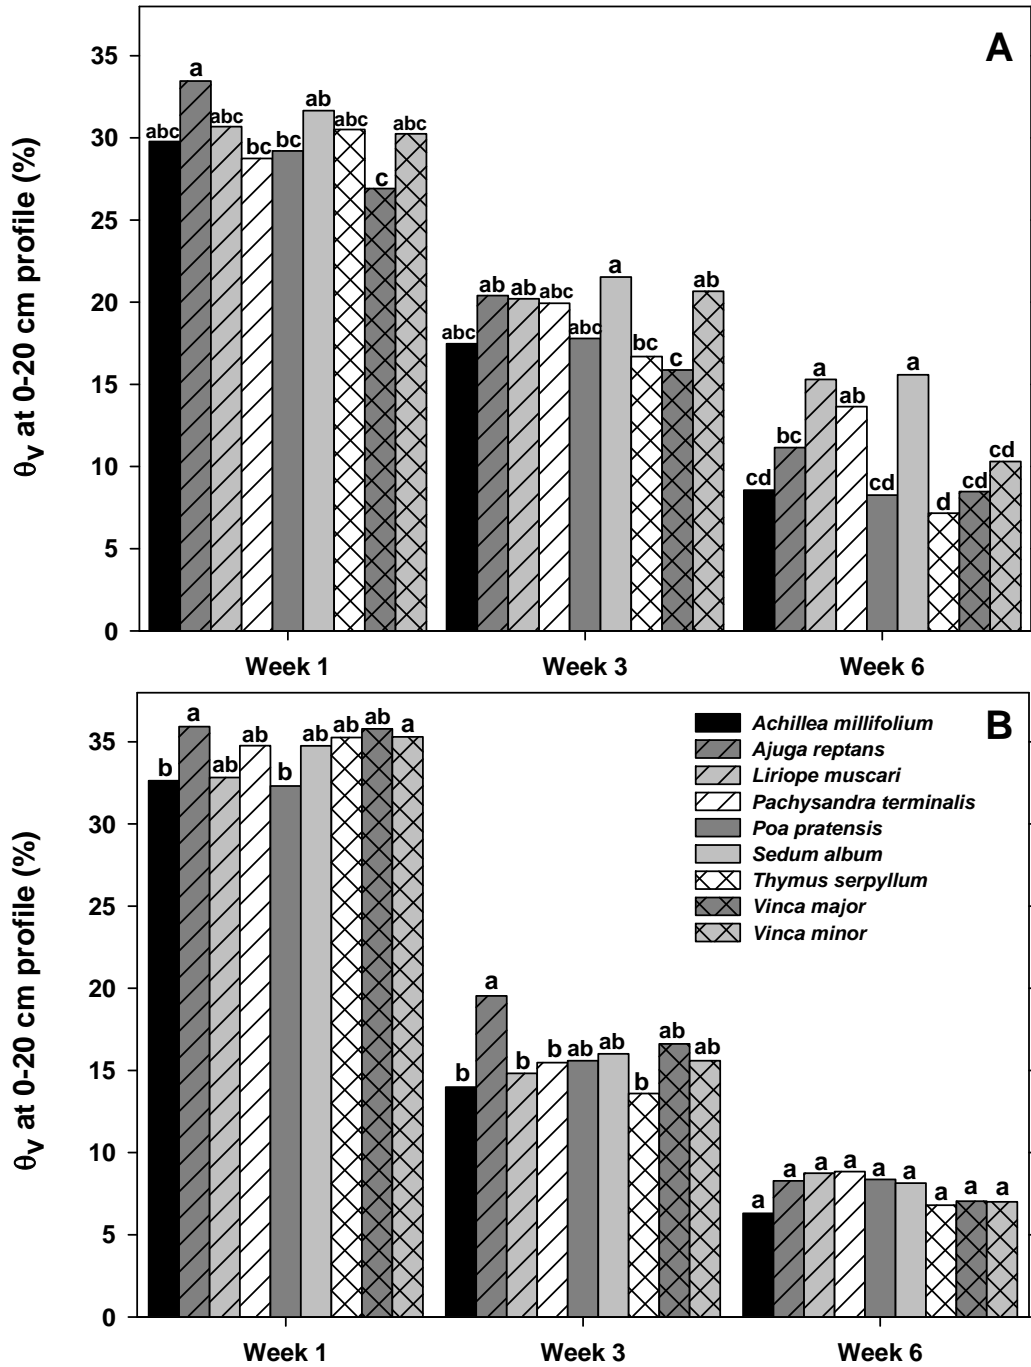 A
θv at 0-20 cm profile (%)
35
30
25
20
15
10
5
0
abc
a
abc
bc
bc
ab
abc
c
abc
abc
ab
ab
abc
abc
a
bc
c
ab
cd
bc
a
ab
cd
a
d
cd
cd
Week 1 Week 3 Week 6
B
θv at 0-20 cm profile (%)
35
30
25
20
15
10
5
0
b
a
ab
ab
b
ab
ab
ab
a
b
a
b
b
ab
ab
b
ab
ab
a
a
a
a
a
a
a
a
a
Achillea millifolium
Ajuga reptans
Liriope muscari
Pachysandra terminalis
Poa pratensis
Sedum album
Thymus serpyllum
Vinca major
Vinca minor
Week 1 Week 3 Week 6